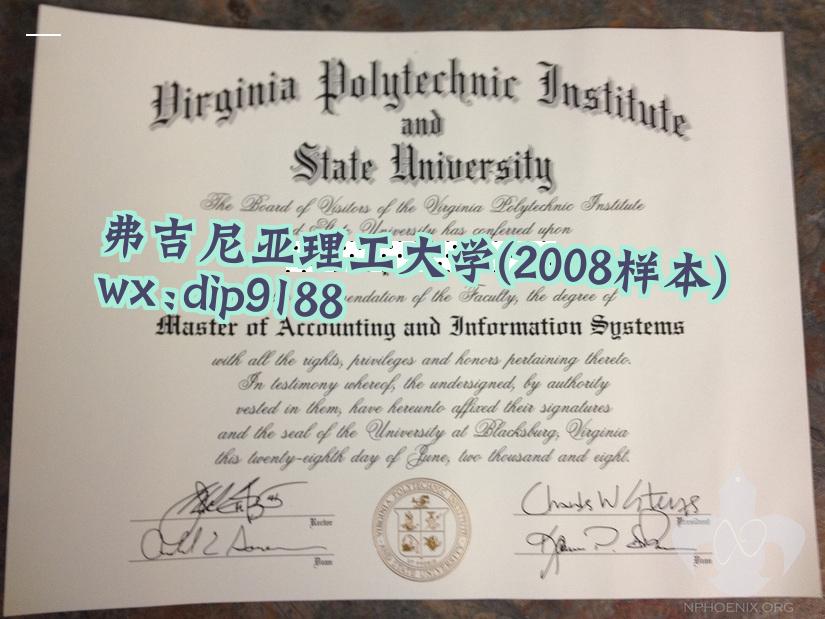 Virginia Polytechnic Institute
and
State University
The Board of Visitors of the Virginia Polytechnic Institute
State University has conferred upon
弗吉尼亚理工大学(2008样本)
wx:dip9188
of the Faculty, the degree of
Master of Accounting and Information Systems
with all the rights, privileges and honors pertaining thereto.
In testimony whereof, the undersigned, by authority
vested in them, have hereunto affixed their signatures
and the seal of the University at Blacksburg, Virginia
this twenty-eighth day of June, two thousand and eight.
Rector
President
Dean
Dean
NPHOENIX.ORG